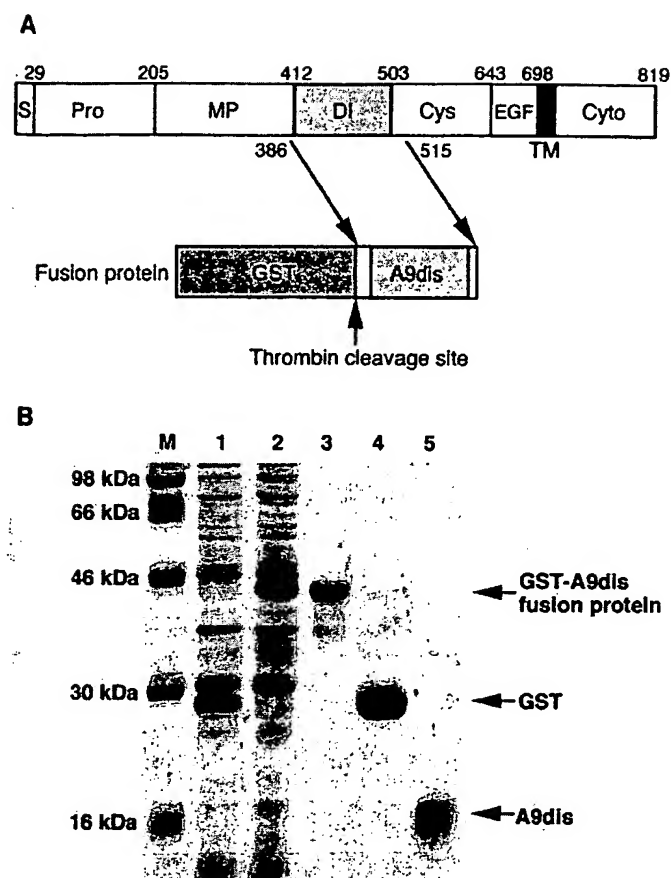 A
29 205 412 503 643 698 819
S Pro MP DI Cys EGF Cyto
386 515 TM
Fusion protein GST A9dis
Thrombin cleavage site
B
M 1 2 3 4 5
98 kDa
66 kDa
46 kDa
GST-A9dis
fusion protein
30 kDa
GST
16 kDa
A9dis